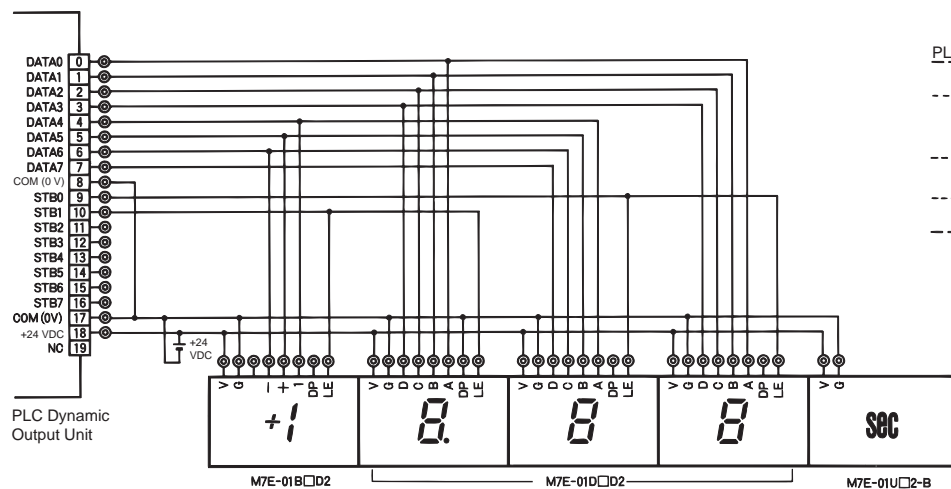 DATA0 0
DATA1 1
DATA2 2
DATA3 3
DATA4 4
DATA5 5
DATA6 6
DATA7 7
COM (0 V) 8
STB0 9
STB1 10
STB2 11
STB3 12
STB4 13
STB5 14
STB6 15
STB7 16
COM (0V) 17
+24 VDC 18
NC 19
PLC Dynamic
Output Unit
+24
VDC
V G − + 1 DP LE
V G D C B A DP LE
V G D C B A DP LE
V G D C B A DP LE
V G
+1
8.
8
8
sec
M7E-01B□D2
M7E-01D□D2
M7E-01U□2-B
PL